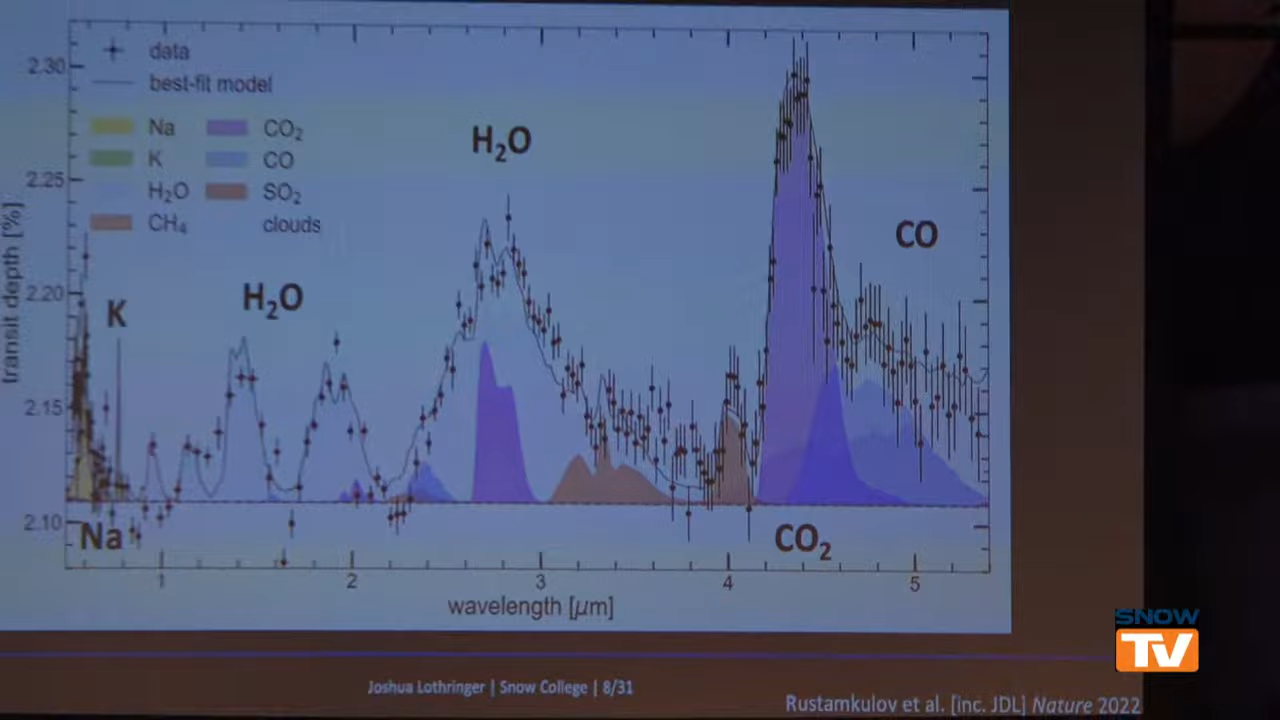 data
best-fit model
Na
CO₂
K
CO
H₂O
SO₂
CH₄
clouds
H₂O
CO
H₂O
K
Na
CO₂
2.30
2.25
2.20
2.15
2.10
transit depth [%]
1
2
3
4
5
wavelength [µm]
Joshua Lothringer | Snow College | 8/31
Rustamkulov et al. [inc. JDL] Nature 2022
SNOW
TV